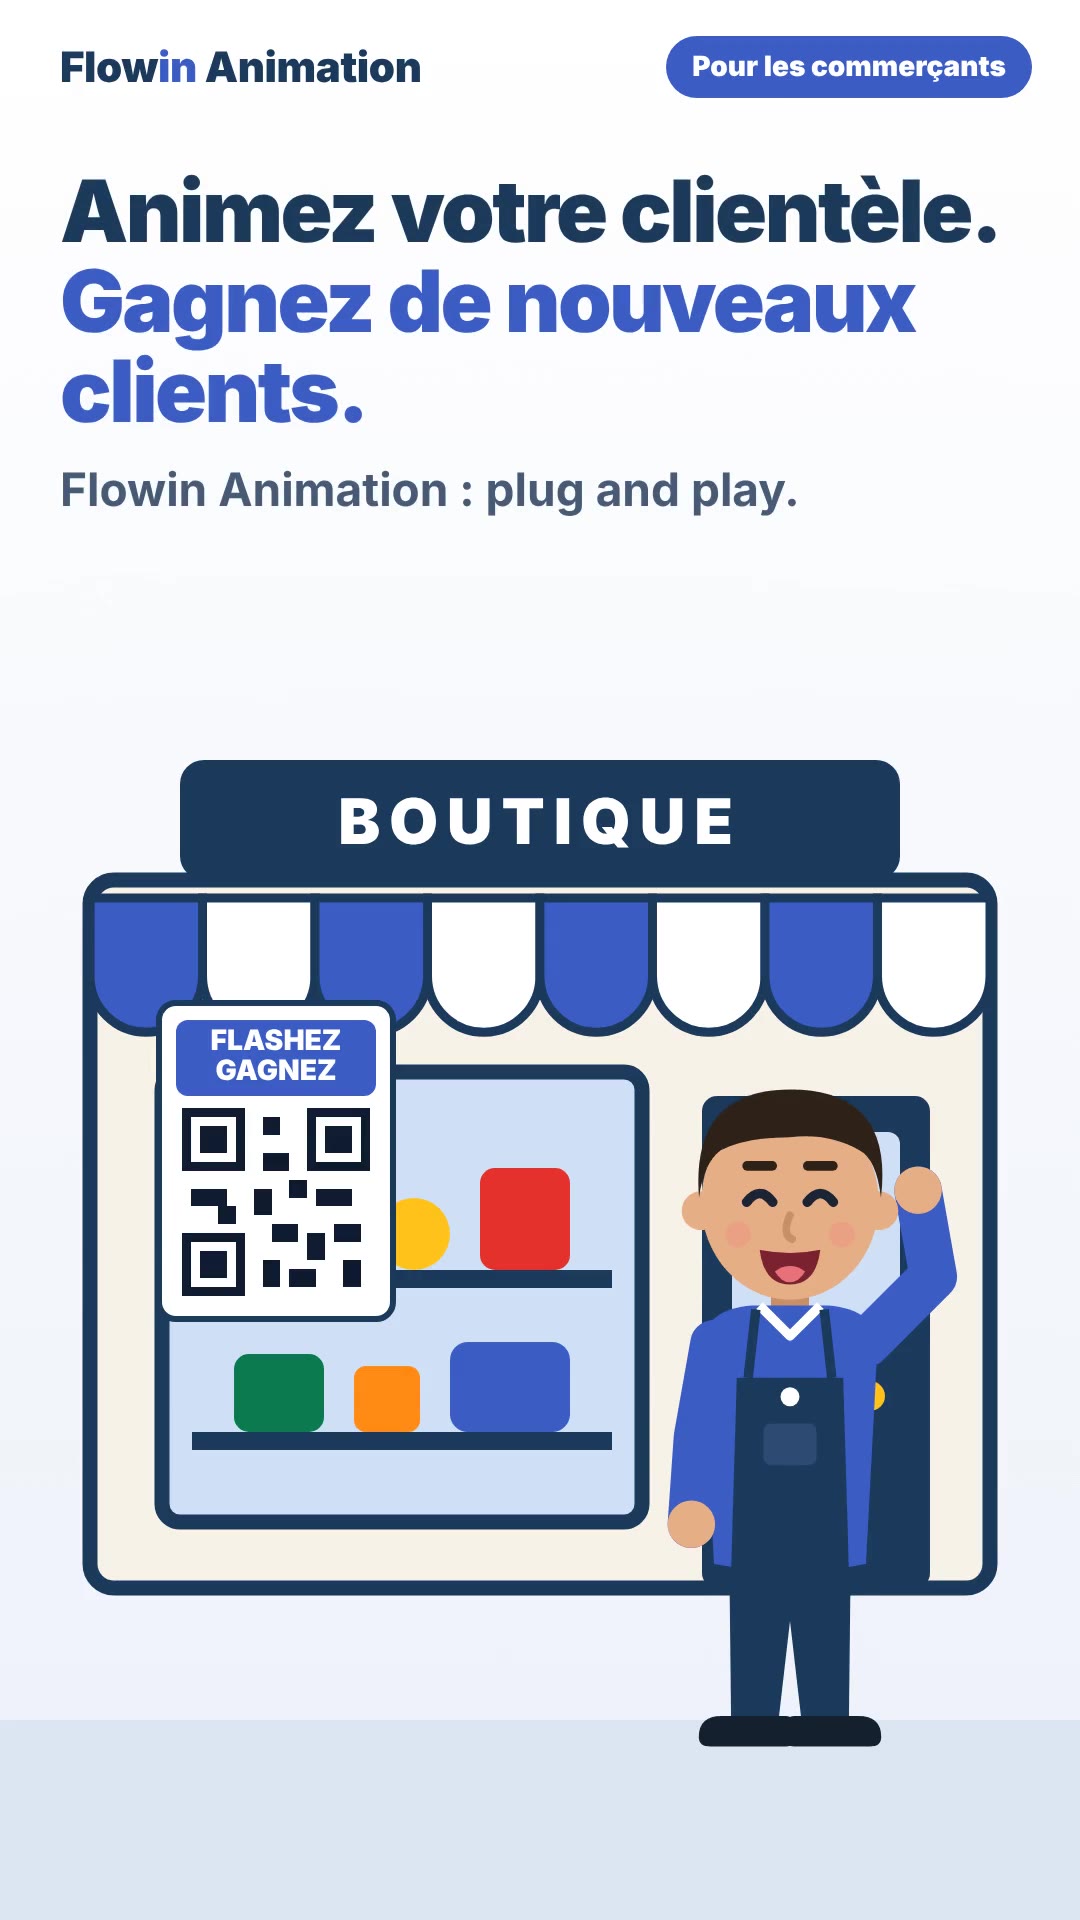 Flowin Animation
Pour les commerçants
Animez votre clientèle.
Gagnez de nouveaux
clients.
Flowin Animation : plug and play.
BOUTIQUE
FLASHEZ
GAGNEZ